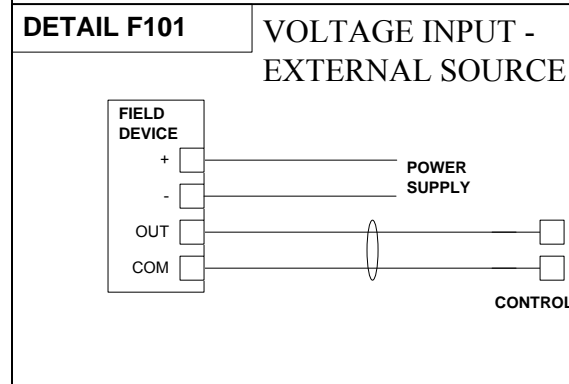 DETAIL F101
VOLTAGE INPUT -
EXTERNAL SOURCE
FIELD
DEVICE
+
-
OUT
COM
POWER
SUPPLY
CONTROL